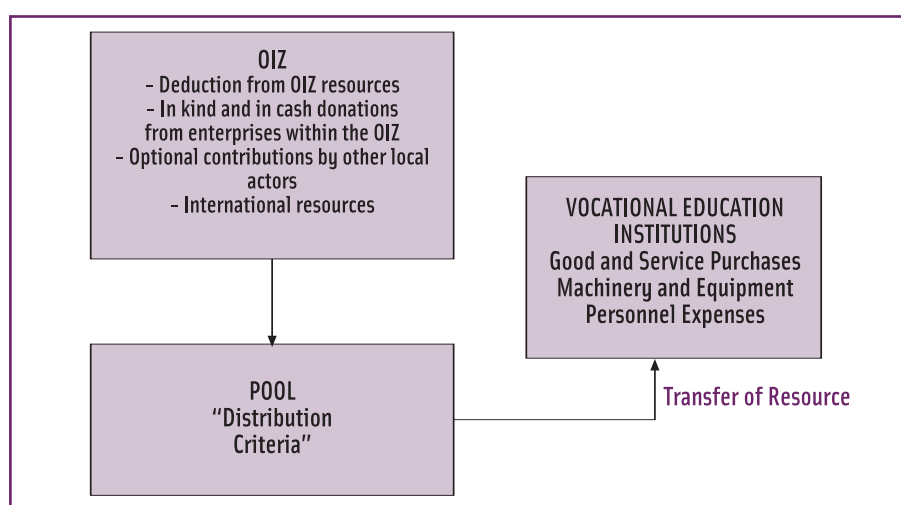 OIZ
– Deduction from OIZ resources
– In kind and in cash donations
from enterprises within the OIZ
– Optional contributions by other local
actors
– International resources
POOL
“Distribution
Criteria”
VOCATIONAL EDUCATION
INSTITUTIONS
Good and Service Purchases
Machinery and Equipment
Personnel Expenses
Transfer of Resource